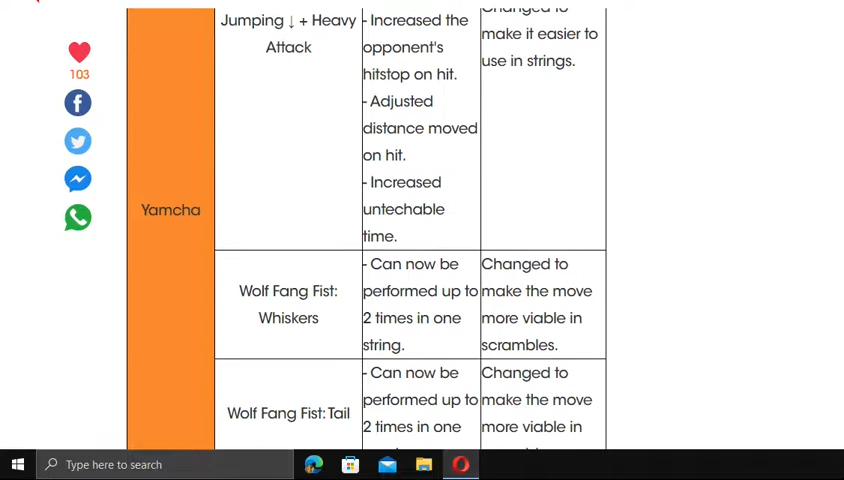 Jumping ↓ + Heavy
Attack
- Increased the
opponent's
hitstop on hit.
- Adjusted
distance moved
on hit.
- Increased
untechable
time.
Changed to
make it easier to
use in strings.
103
Yamcha
Wolf Fang Fist:
Whiskers
- Can now be
performed up to
2 times in one
string.
Changed to
make the move
more viable in
scrambles.
Wolf Fang Fist: Tail
- Can now be
performed up to
2 times in one
Changed to
make the move
more viable in
Type here to search